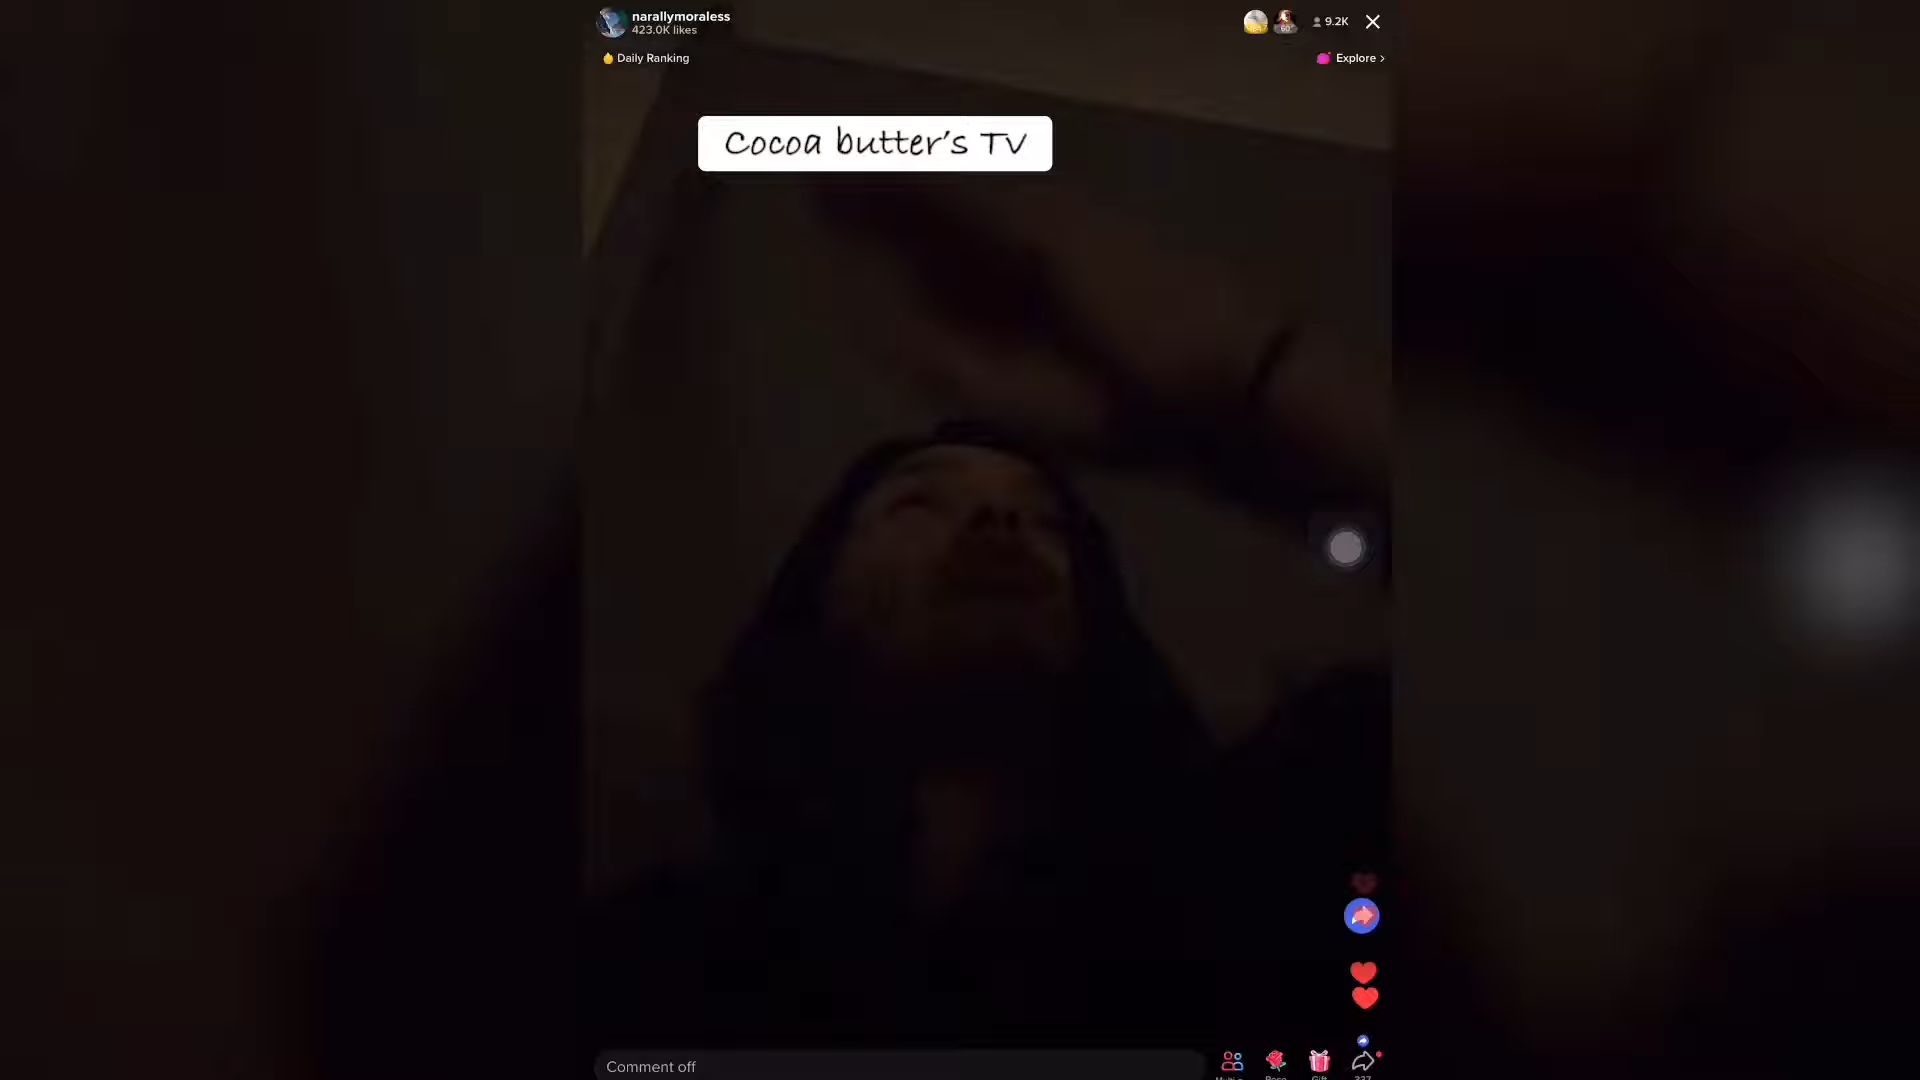 narallymoraless
423.0K likes
9.2K
Daily Ranking
Explore >
Cocoa butter's TV
Comment off